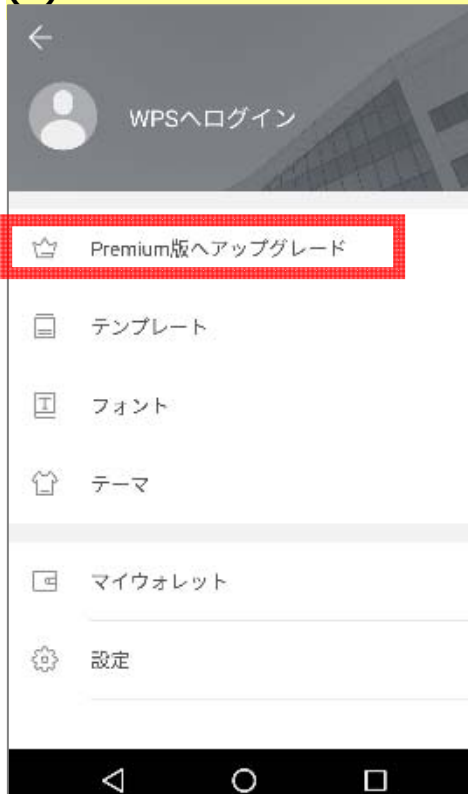 WPSへログイン
Premium版へアップグレード
テンプレート
フォント
テーマ
マイウォレット
設定